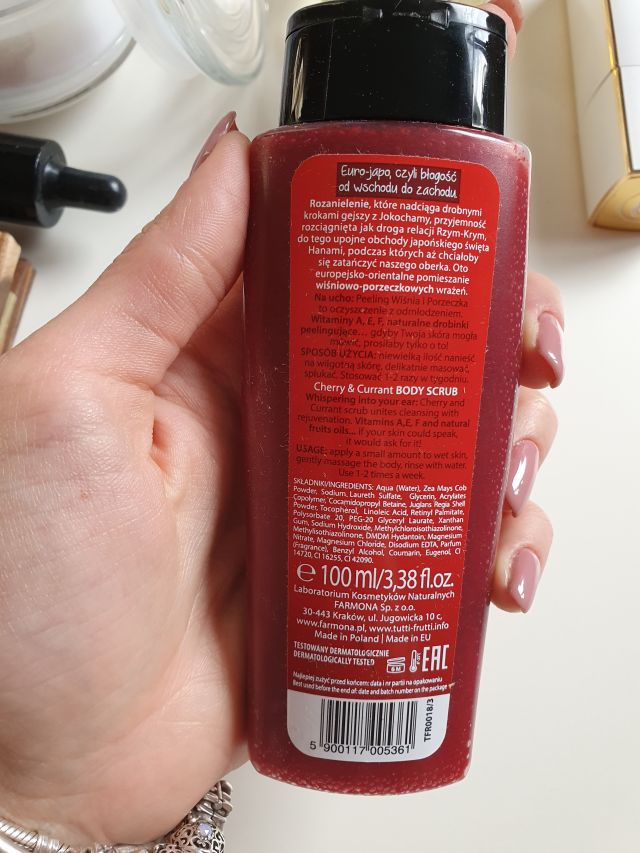 Euro-japo, czyli błogość
od wschodu do zachodu
Rozanielenie, które nadciąga drobnymi
krokami gejszy z Jokochamy, przyjemność
rozciągnięta jak droga relacji Rzym-Krym,
do tego upojne obchody japońskiego święta
Hanami, podczas których aż chciałoby
się zatańczyć naszego oberka. Oto
europejsko-orientalne pomieszanie
wiśniowo-porzeczkowych wrażeń.
Na ucho: Peeling Wiśnia i Porzeczka
to oczyszczenie z odmłodzeniem.
Witaminy A, E, F, naturalne drobinki
peelingujące... gdyby Twoja skóra mogła
mówić, prosiłaby tylko o to!
SPOSÓB UŻYCIA: niewielką ilość nanieść
na wilgotną skórę, delikatnie masować,
spłukać. Stosować 1-2 razy w tygodniu.
Cherry & Currant BODY SCRUB
Whispering into your ear: Cherry and
Currant scrub unites cleansing with
rejuvenation. Vitamins A,E,F and natural
fruits oils... if your skin could speak,
it would ask for it!
USAGE: apply a small amount to wet skin,
gently massage the body, rinse with water.
Use 1-2 times a week.
SKŁADNIKI/INGREDIENTS: Aqua (Water), Zea Mays Cob
Powder, Sodium Laureth Sulfate, Glycerin, Acrylates
Copolymer, Cocamidopropyl Betaine, Juglans Regia Shell
Powder, Tocopherol, Linoleic Acid, Retinyl Palmitate,
Polysorbate 20, PEG-20 Glyceryl Laurate, Xanthan
Gum, Sodium Hydroxide, Methylchloroisothiazolinone,
Methylisothiazolinone, DMDM Hydantoin, Magnesium
Nitrate, Magnesium Chloride, Disodium EDTA, Parfum
(Fragrance), Benzyl Alcohol, Coumarin, Eugenol, CI
14720, CI 16255, CI 42090.
℮ 100 ml/3,38 fl.oz.
Laboratorium Kosmetyków Naturalnych
FARMONA Sp. z o.o.
30-443 Kraków, ul. Jugowicka 10 c,
www.farmona.pl, www.tutti-frutti.info
Made in Poland | Made in EU
TESTOWANY DERMATOLOGICZNIE
DERMATOLOGICALLY TESTED
6M
EAC
Najlepiej zużyć przed końcem: data i nr partii na opakowaniu
Best used before the end of: date and batch number on the package
TFR0018/3
5 900117 005361